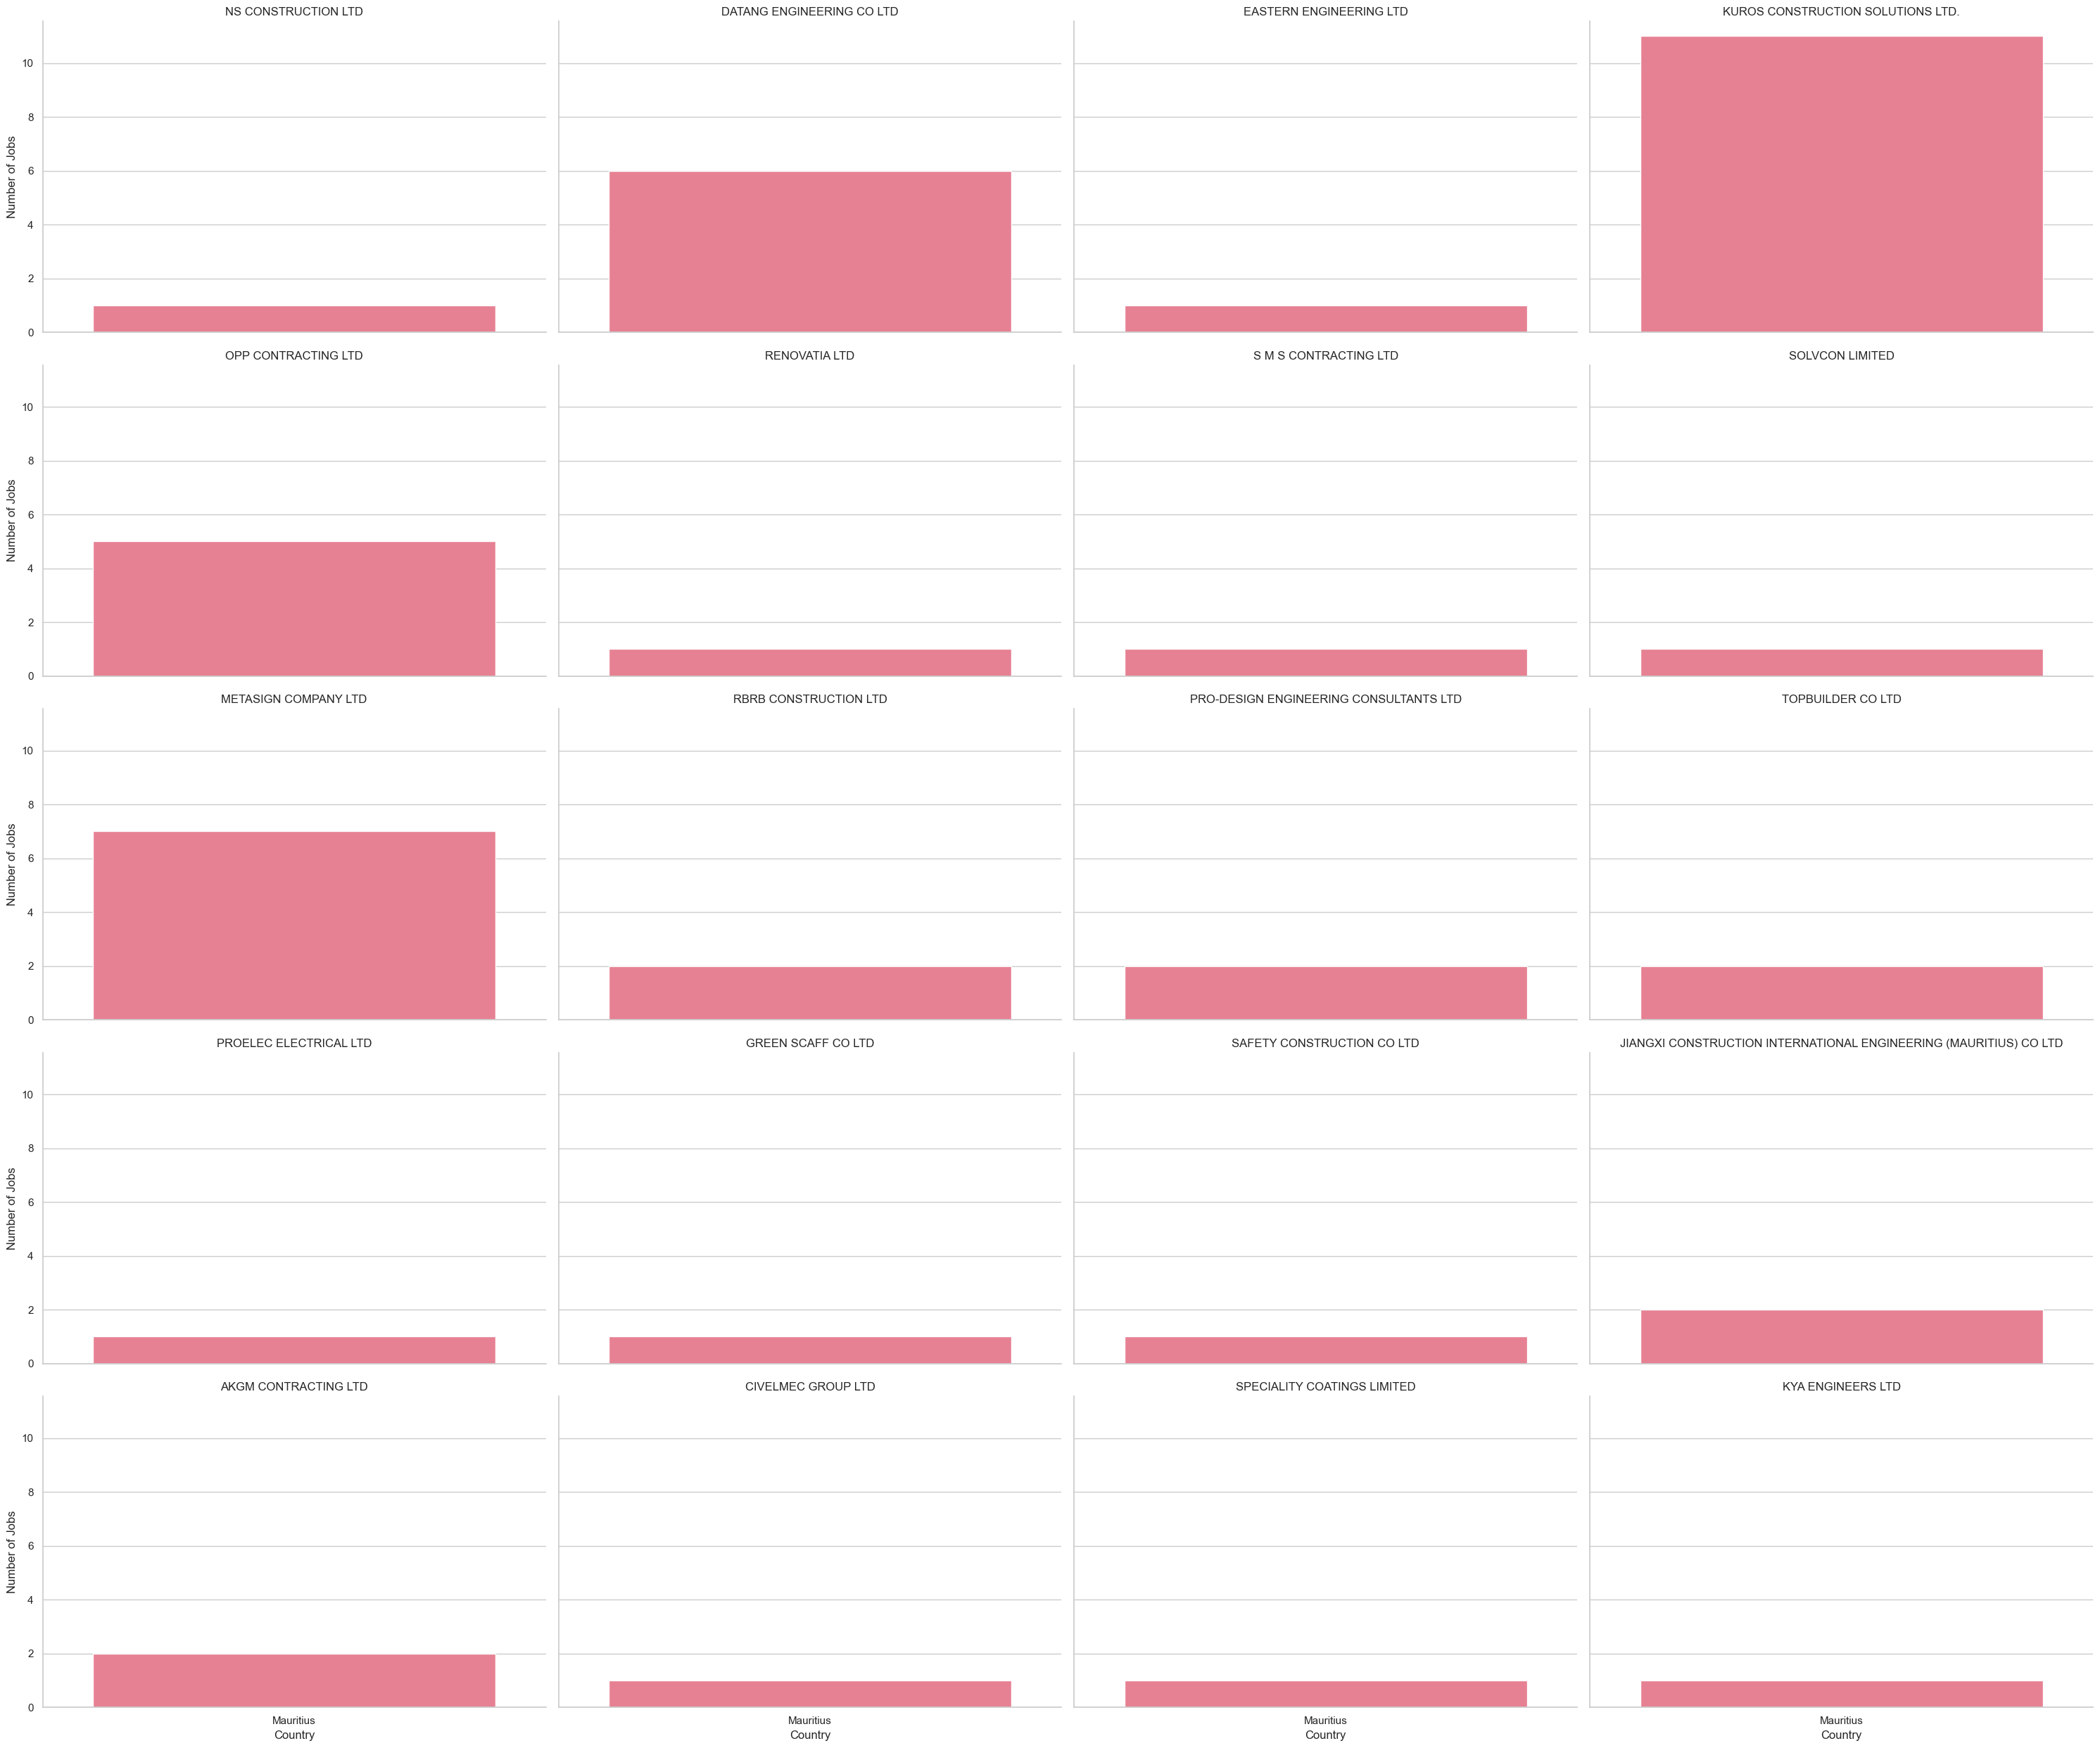 NS CONSTRUCTION LTD
DATANG ENGINEERING CO LTD
EASTERN ENGINEERING LTD
KUROS CONSTRUCTION SOLUTIONS LTD.
Number of Jobs
10
8
6
4
2
0
OPP CONTRACTING LTD
RENOVATIA LTD
S M S CONTRACTING LTD
SOLVCON LIMITED
Number of Jobs
10
8
6
4
2
0
METASIGN COMPANY LTD
RBRB CONSTRUCTION LTD
PRO-DESIGN ENGINEERING CONSULTANTS LTD
TOPBUILDER CO LTD
Number of Jobs
10
8
6
4
2
0
PROELEC ELECTRICAL LTD
GREEN SCAFF CO LTD
SAFETY CONSTRUCTION CO LTD
JIANGXI CONSTRUCTION INTERNATIONAL ENGINEERING (MAURITIUS) CO LTD
Number of Jobs
10
8
6
4
2
0
AKGM CONTRACTING LTD
CIVELMEC GROUP LTD
SPECIALITY COATINGS LIMITED
KYA ENGINEERS LTD
Number of Jobs
10
8
6
4
2
0
Mauritius
Country
Mauritius
Country
Mauritius
Country
Mauritius
Country